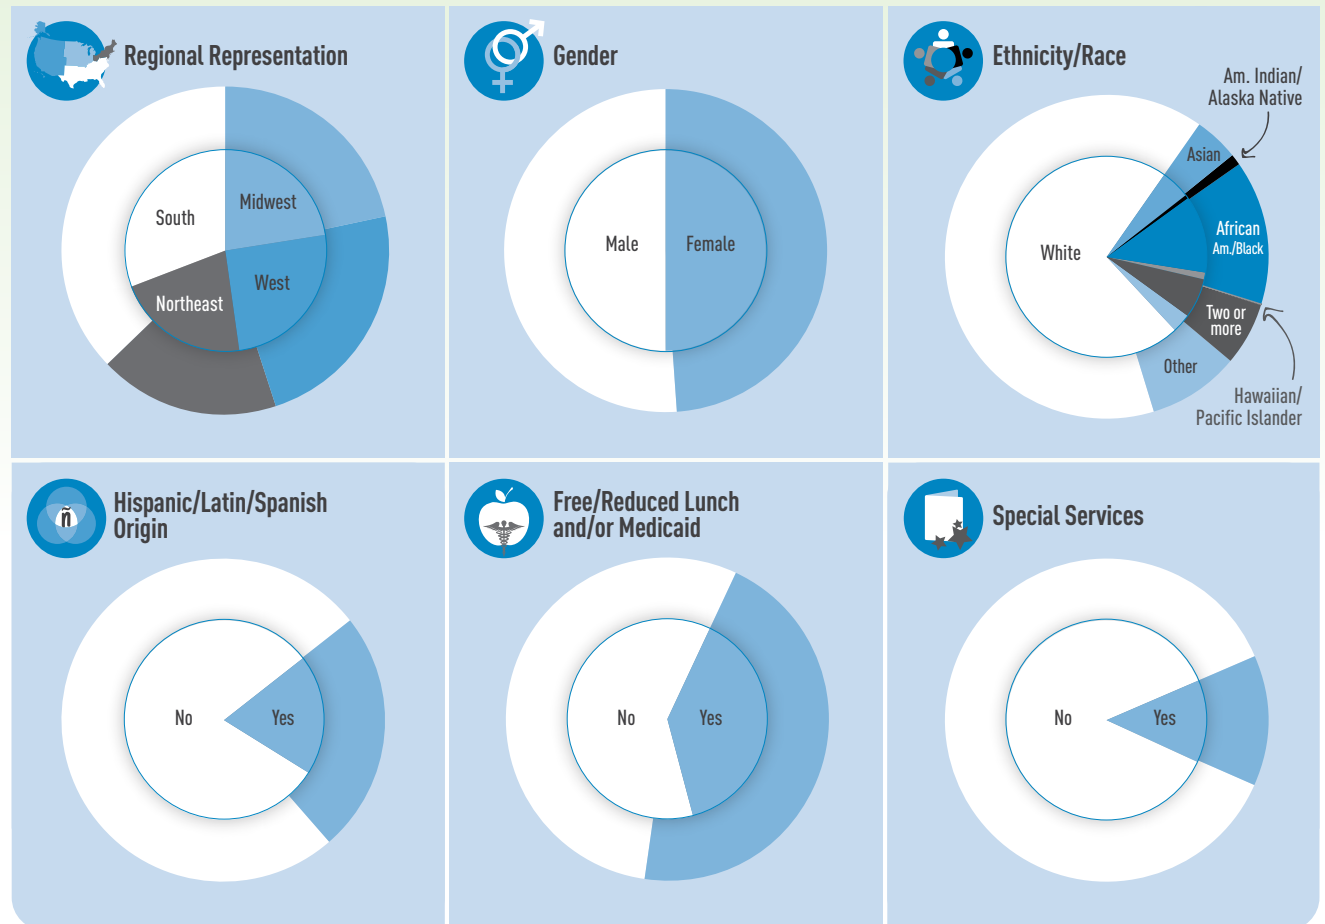 Regional Representation
South
Midwest
West
Northeast
Gender
Male
Female
Ethnicity/Race
Am. Indian/
Alaska Native
Asian
African
Am./Black
White
Two or
more
Other
Hawaiian/
Pacific Islander
ñ
Hispanic/Latin/Spanish
Origin
No
Yes
Free/Reduced Lunch
and/or Medicaid
No
Yes
Special Services
No
Yes